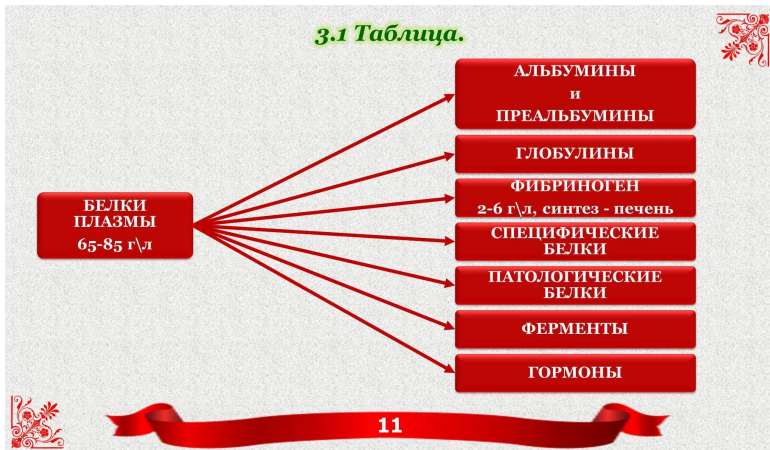 3.1 Таблица.
АЛЬБУМИНЫ
и
ПРЕАЛЬБУМИНЫ
ГЛОБУЛИНЫ
БЕЛКИ
ПЛАЗМЫ
65-85 г\л
ФИБРИНОГЕН
2-6 г\л, синтез - печень
СПЕЦИФИЧЕСКИЕ
БЕЛКИ
ПАТОЛОГИЧЕСКИЕ
БЕЛКИ
ФЕРМЕНТЫ
ГОРМОНЫ
11